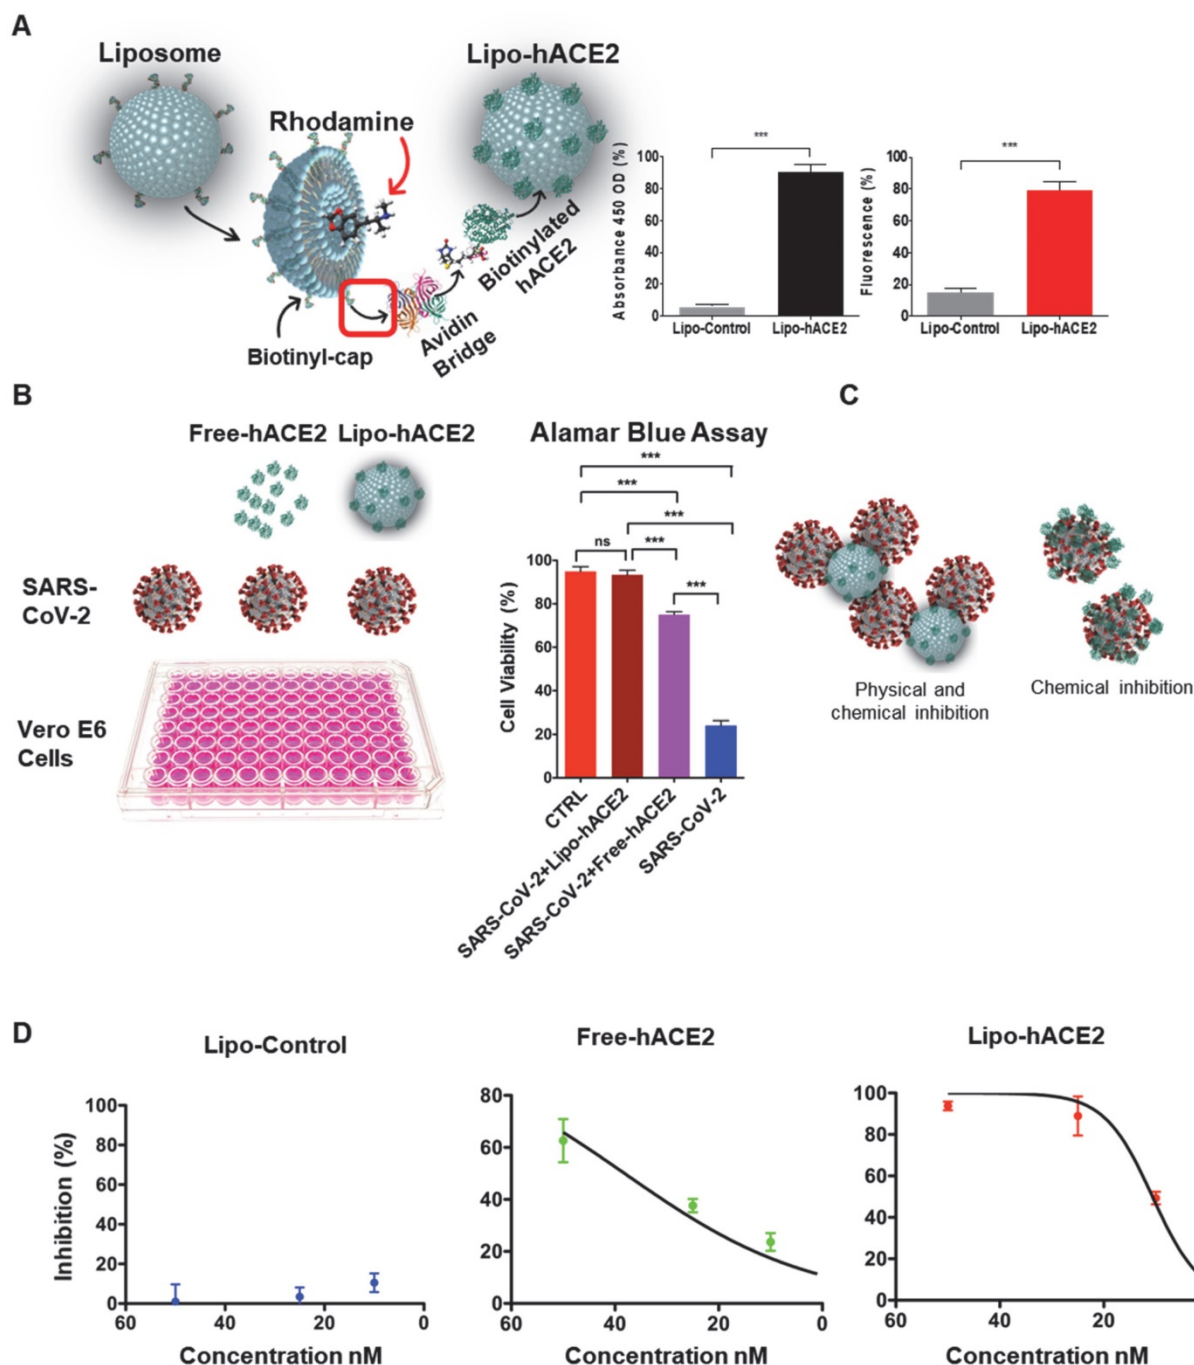 A
Liposome
Lipo-hACE2
Rhodamine
Biotinyl-cap
Avidin
Bridge
Biotinylated
hACE2
Absorbance 450 OD (%)
100
80
60
40
20
0
***
Lipo-Control
Lipo-hACE2
Fluorescence (%)
100
80
60
40
20
0
***
Lipo-Control
Lipo-hACE2
B
Free-hACE2
Lipo-hACE2
SARS-
CoV-2
Vero E6
Cells
Alamar Blue Assay
***
***
***
ns
***
***
Cell Viability (%)
100
80
60
40
20
0
CTRL
SARS-CoV-2+Lipo-hACE2
SARS-CoV-2+Free-hACE2
SARS-CoV-2
C
Physical and
chemical inhibition
Chemical inhibition
D
Lipo-Control
Inhibition (%)
100
80
60
40
20
0
60
40
20
0
Concentration nM
Free-hACE2
80
60
40
20
0
60
40
20
0
Concentration nM
Lipo-hACE2
100
80
60
40
20
0
60
40
20
Concentration nM